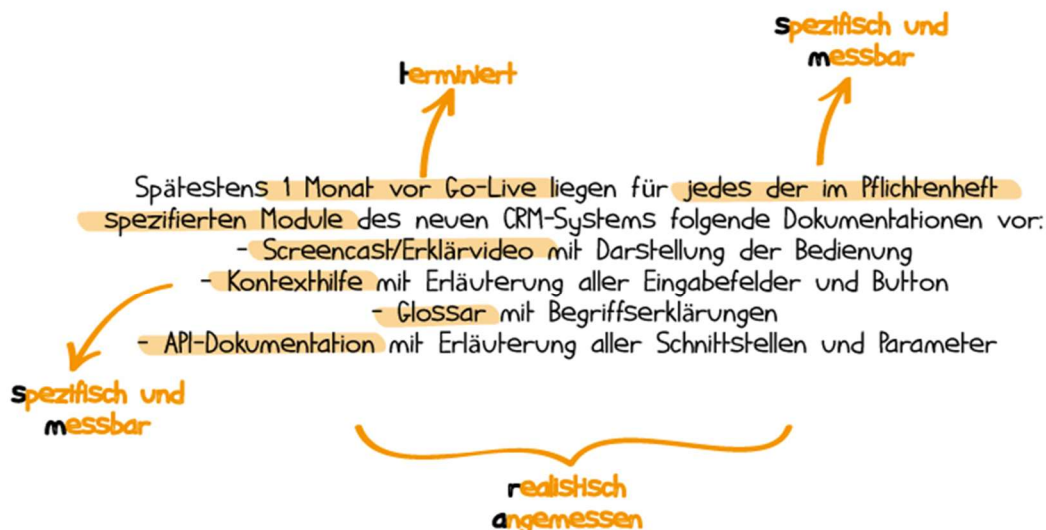 spezifisch und
messbar
terminiert
Spätestens 1 Monat vor Go-Live liegen für jedes der im Pflichtenheft
spezifierten Module des neuen CRM-Systems folgende Dokumentationen vor:
- Screencast/Erklärvideo mit Darstellung der Bedienung
- Kontexthilfe mit Erläuterung aller Eingabefelder und Button
- Glossar mit Begriffserklärungen
- API-Dokumentation mit Erläuterung aller Schnittstellen und Parameter
spezifisch und
messbar
realistisch
angemessen